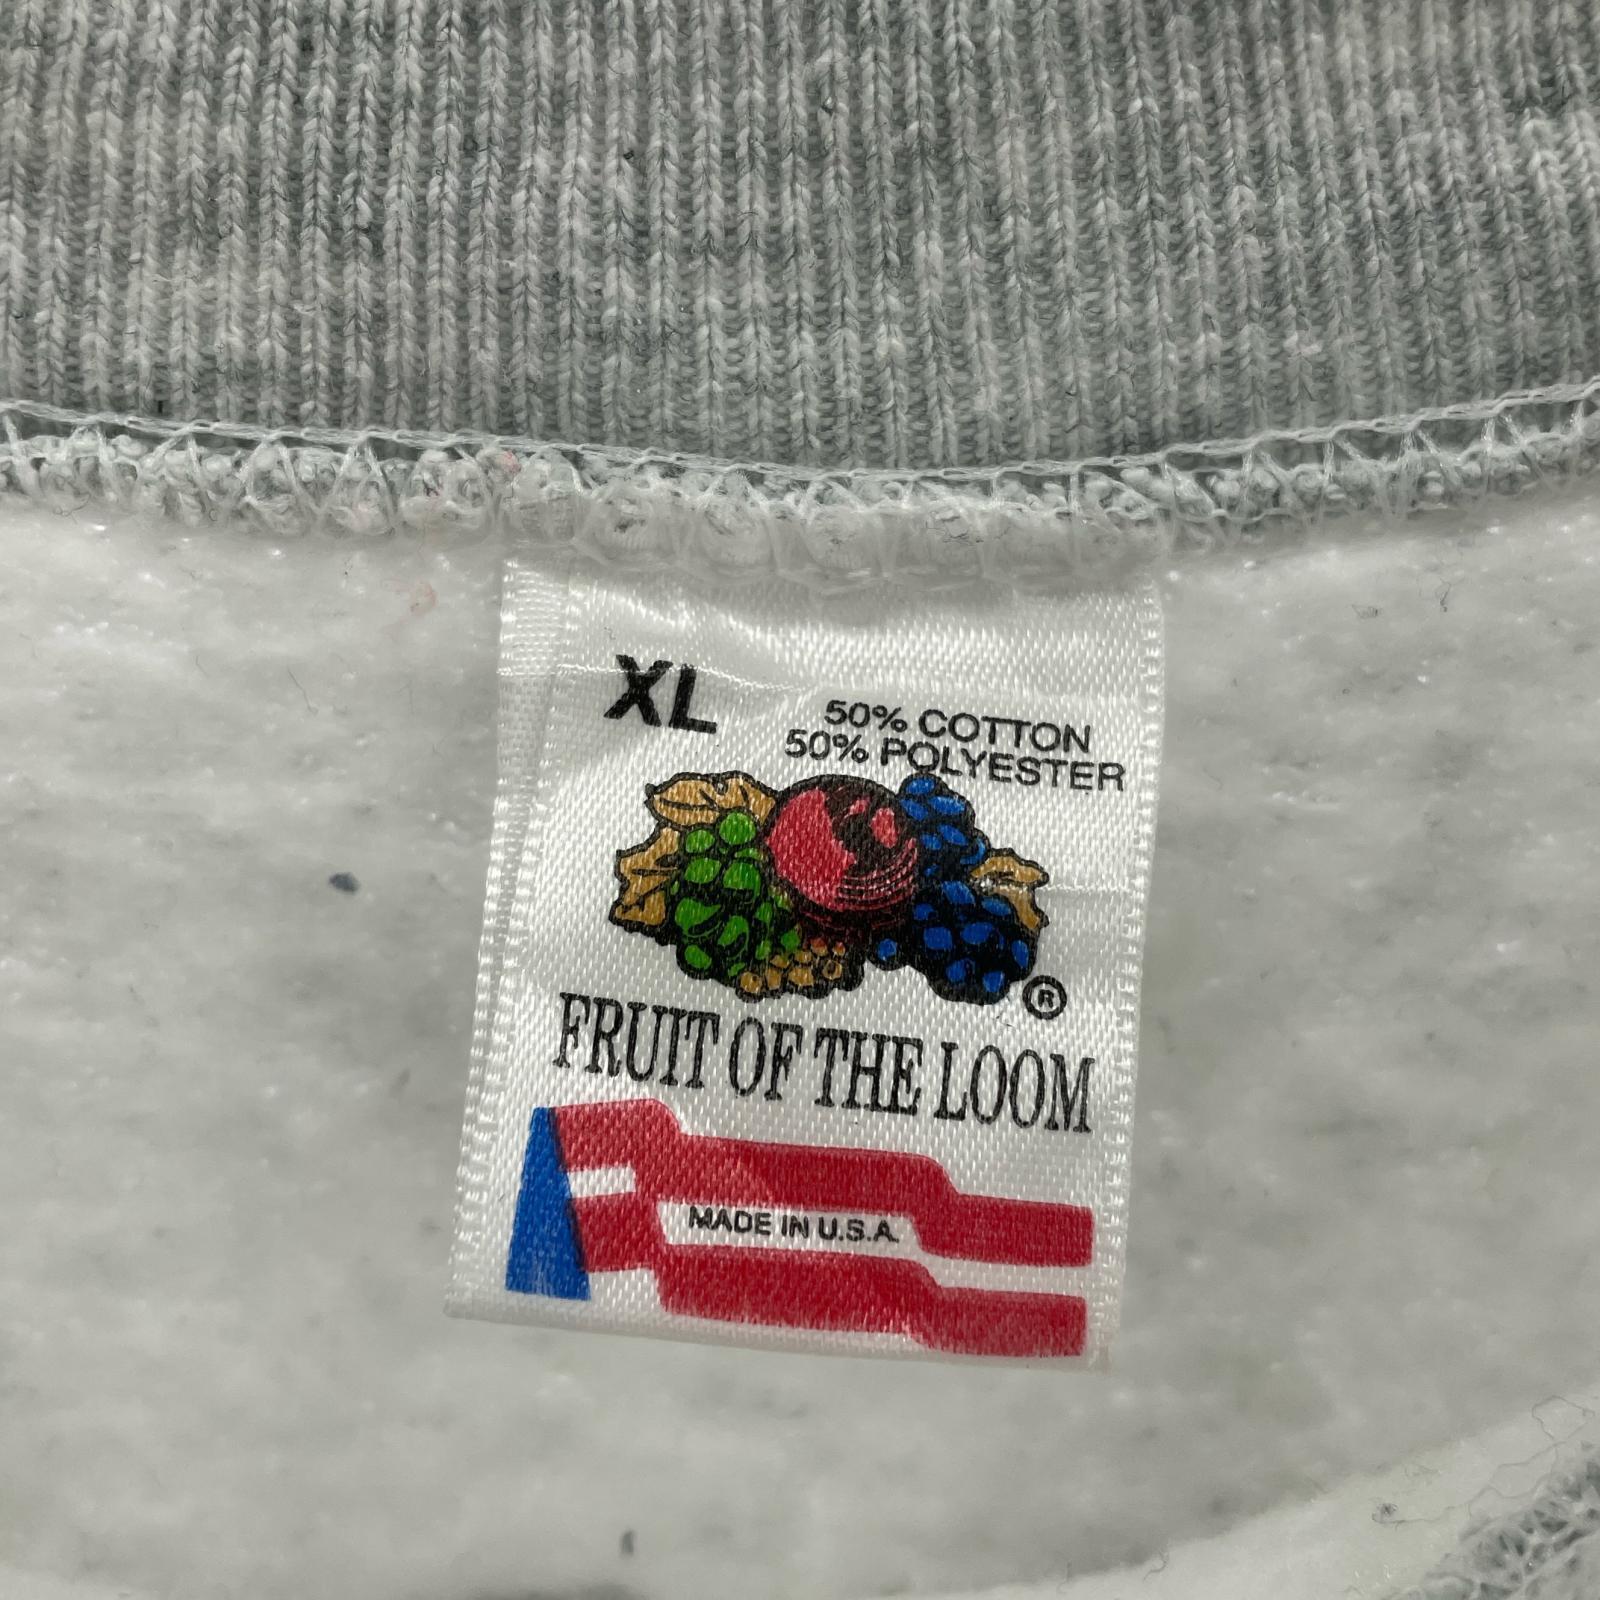 XL
50% COTTON
50% POLYESTER
®
FRUIT OF THE LOOM
MADE IN U.S.A.